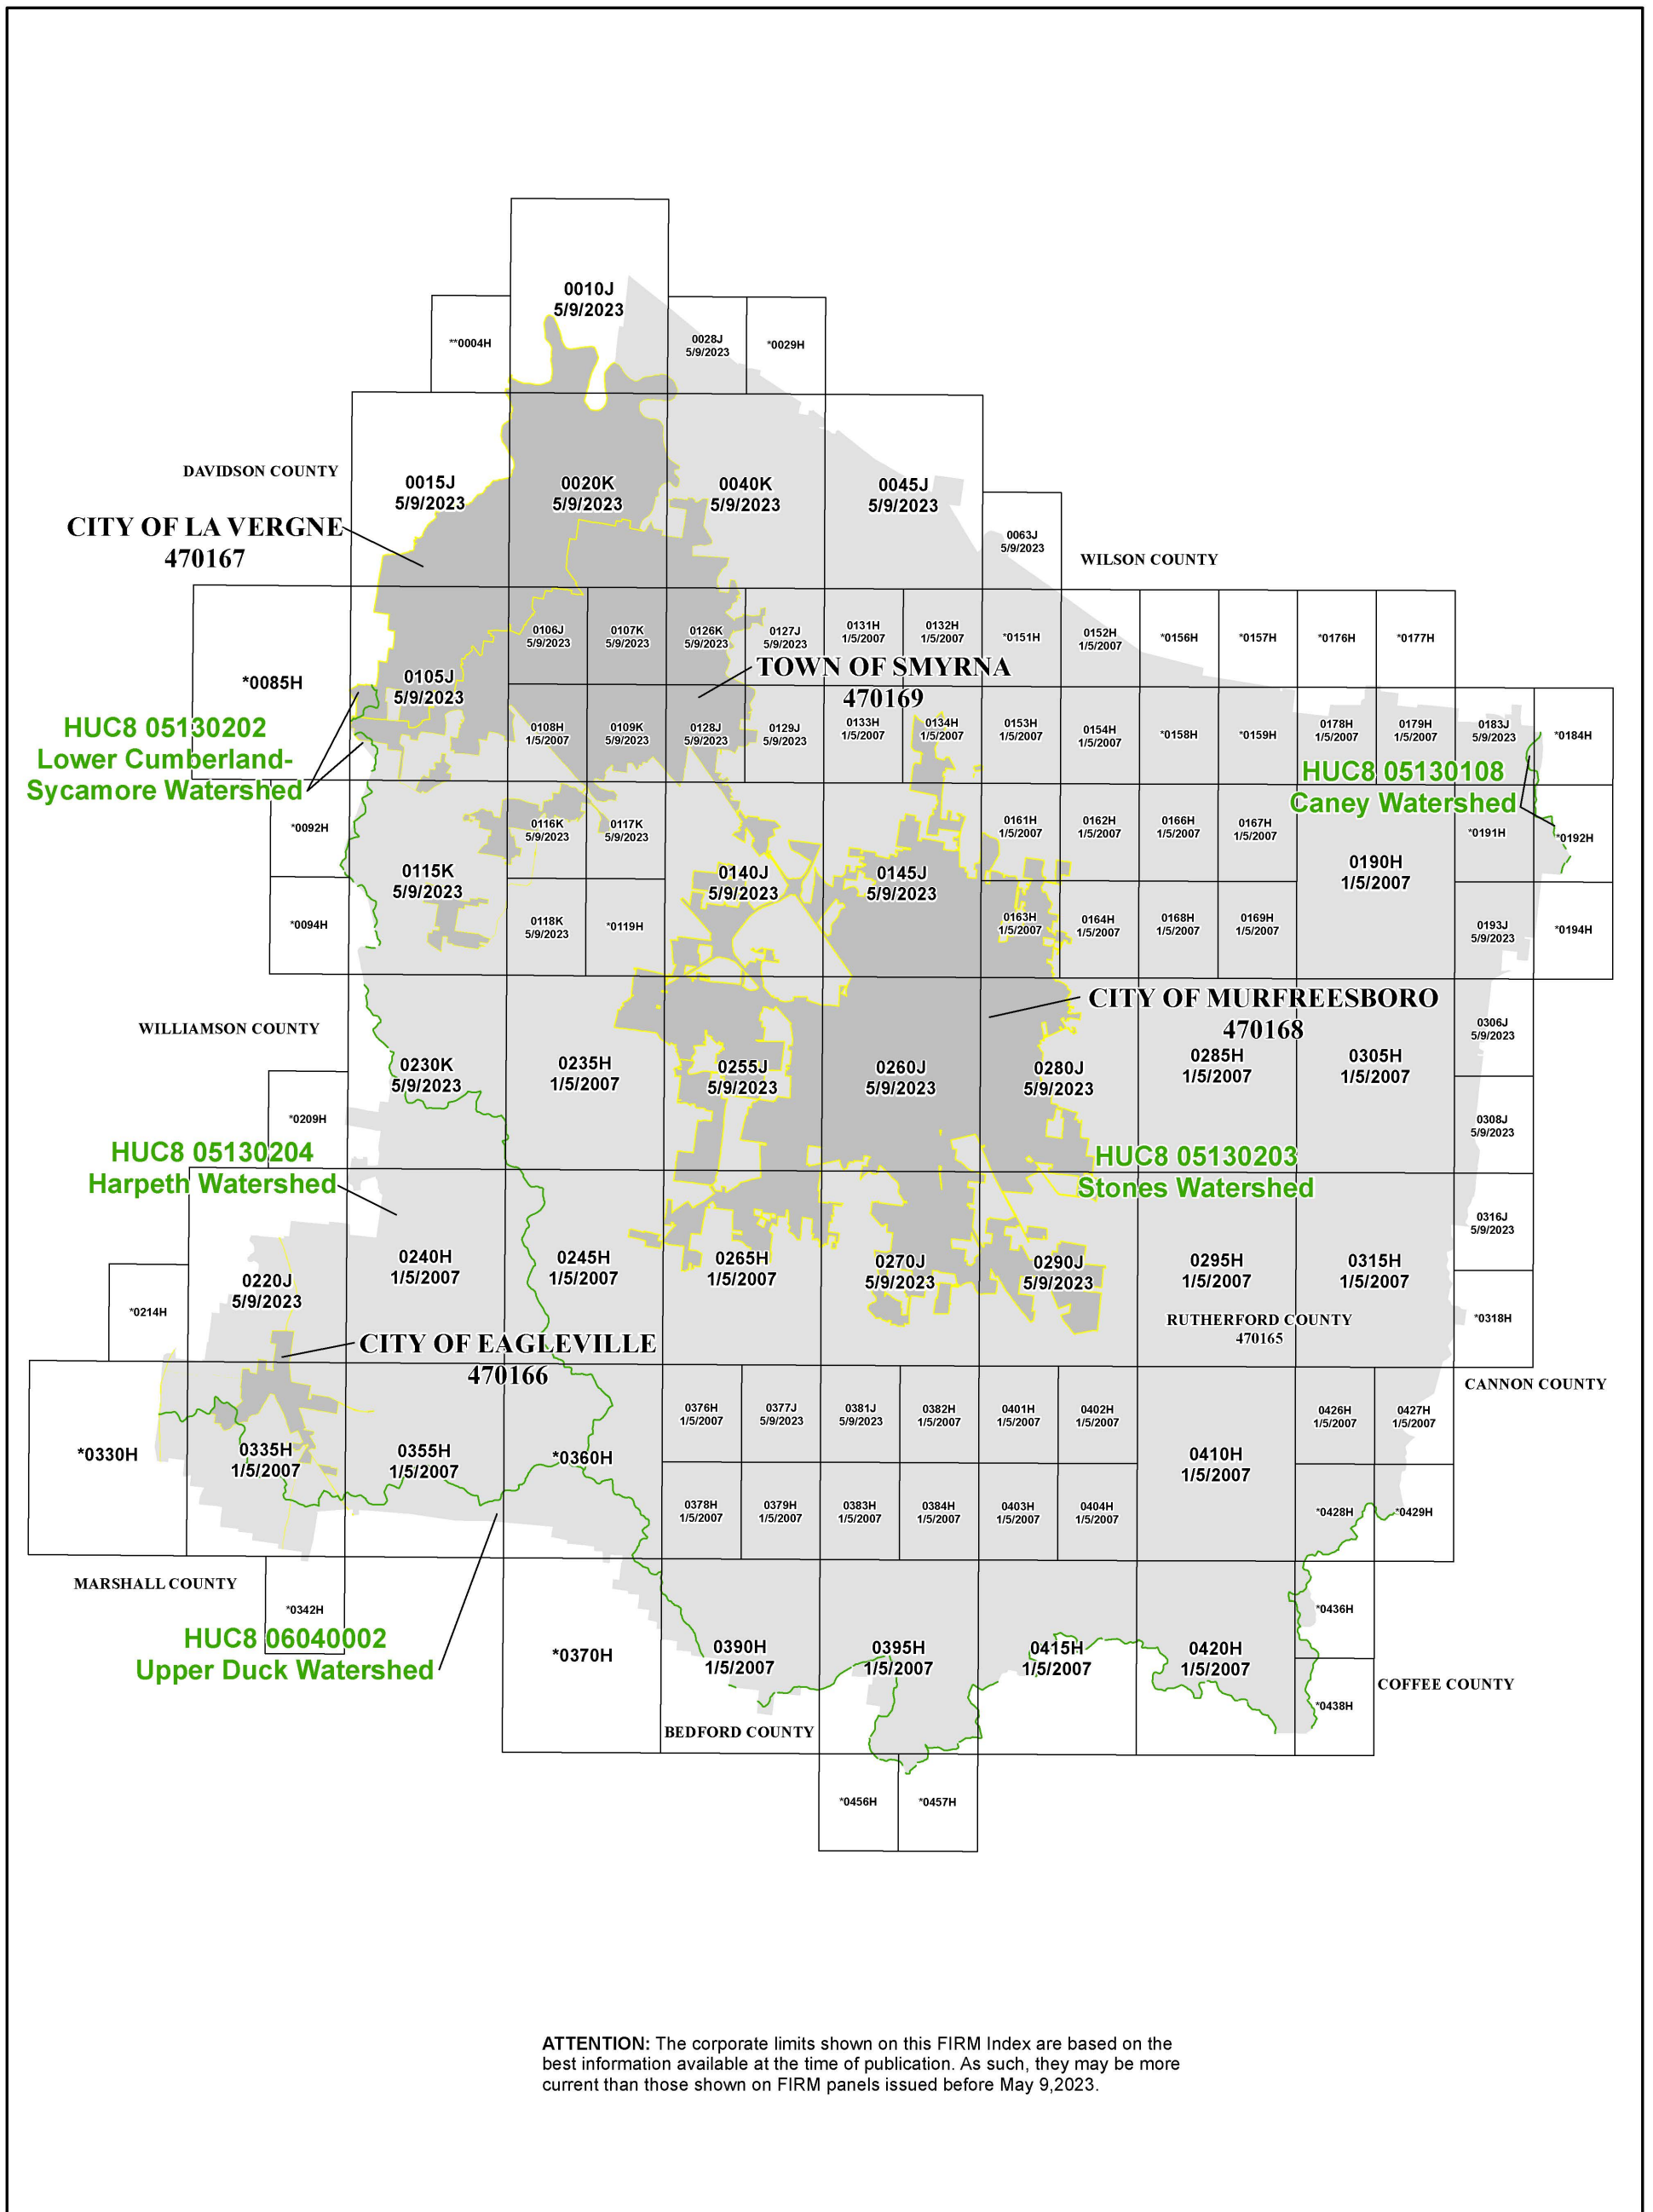 0010J
5/9/2023
**0004H
0028J
5/9/2023
*0029H
DAVIDSON COUNTY
0015J
5/9/2023
0020K
5/9/2023
0040K
5/9/2023
0045J
5/9/2023
CITY OF LA VERGNE
470167
0063J
5/9/2023
WILSON COUNTY
*0085H
0105J
5/9/2023
0106J
5/9/2023
0107K
5/9/2023
0126K
5/9/2023
0127J
5/9/2023
0131H
1/5/2007
0132H
1/5/2007
*0151H
0152H
1/5/2007
*0156H
*0157H
*0176H
*0177H
TOWN OF SMYRNA
470169
HUC8 05130202
Lower Cumberland-
Sycamore Watershed
0108H
1/5/2007
0109K
5/9/2023
0128J
5/9/2023
0129J
5/9/2023
0133H
1/5/2007
0134H
1/5/2007
0153H
1/5/2007
0154H
1/5/2007
*0158H
*0159H
0178H
1/5/2007
0179H
1/5/2007
0183J
5/9/2023
*0184H
HUC8 05130108
Caney Watershed
*0092H
0115K
5/9/2023
0116K
5/9/2023
0117K
5/9/2023
0140J
5/9/2023
0145J
5/9/2023
0161H
1/5/2007
0162H
1/5/2007
0166H
1/5/2007
0167H
1/5/2007
0190H
1/5/2007
*0191H
*0192H
*0094H
0118K
5/9/2023
*0119H
0163H
1/5/2007
0164H
1/5/2007
0168H
1/5/2007
0169H
1/5/2007
0193J
5/9/2023
*0194H
CITY OF MURFREESBORO
470168
WILLIAMSON COUNTY
0230K
5/9/2023
0235H
1/5/2007
0255J
5/9/2023
0260J
5/9/2023
0280J
5/9/2023
0285H
1/5/2007
0305H
1/5/2007
0306J
5/9/2023
*0209H
0308J
5/9/2023
HUC8 05130204
Harpeth Watershed
HUC8 05130203
Stones Watershed
0220J
5/9/2023
0240H
1/5/2007
0245H
1/5/2007
0265H
1/5/2007
0270J
5/9/2023
0290J
5/9/2023
0295H
1/5/2007
0315H
1/5/2007
0316J
5/9/2023
*0214H
RUTHERFORD COUNTY
470165
*0318H
CITY OF EAGLEVILLE
470166
CANNON COUNTY
*0330H
0335H
1/5/2007
0355H
1/5/2007
*0360H
0376H
1/5/2007
0377J
5/9/2023
0381J
5/9/2023
0382H
1/5/2007
0401H
1/5/2007
0402H
1/5/2007
0410H
1/5/2007
0426H
1/5/2007
0427H
1/5/2007
0378H
1/5/2007
0379H
1/5/2007
0383H
1/5/2007
0384H
1/5/2007
0403H
1/5/2007
0404H
1/5/2007
*0428H
*0429H
MARSHALL COUNTY
*0342H
*0436H
HUC8 06040002
Upper Duck Watershed
*0370H
0390H
1/5/2007
0395H
1/5/2007
0415H
1/5/2007
0420H
1/5/2007
*0438H
COFFEE COUNTY
BEDFORD COUNTY
*0456H
*0457H
ATTENTION: The corporate limits shown on this FIRM Index are based on the
best information available at the time of publication. As such, they may be more
current than those shown on FIRM panels issued before May 9,2023.